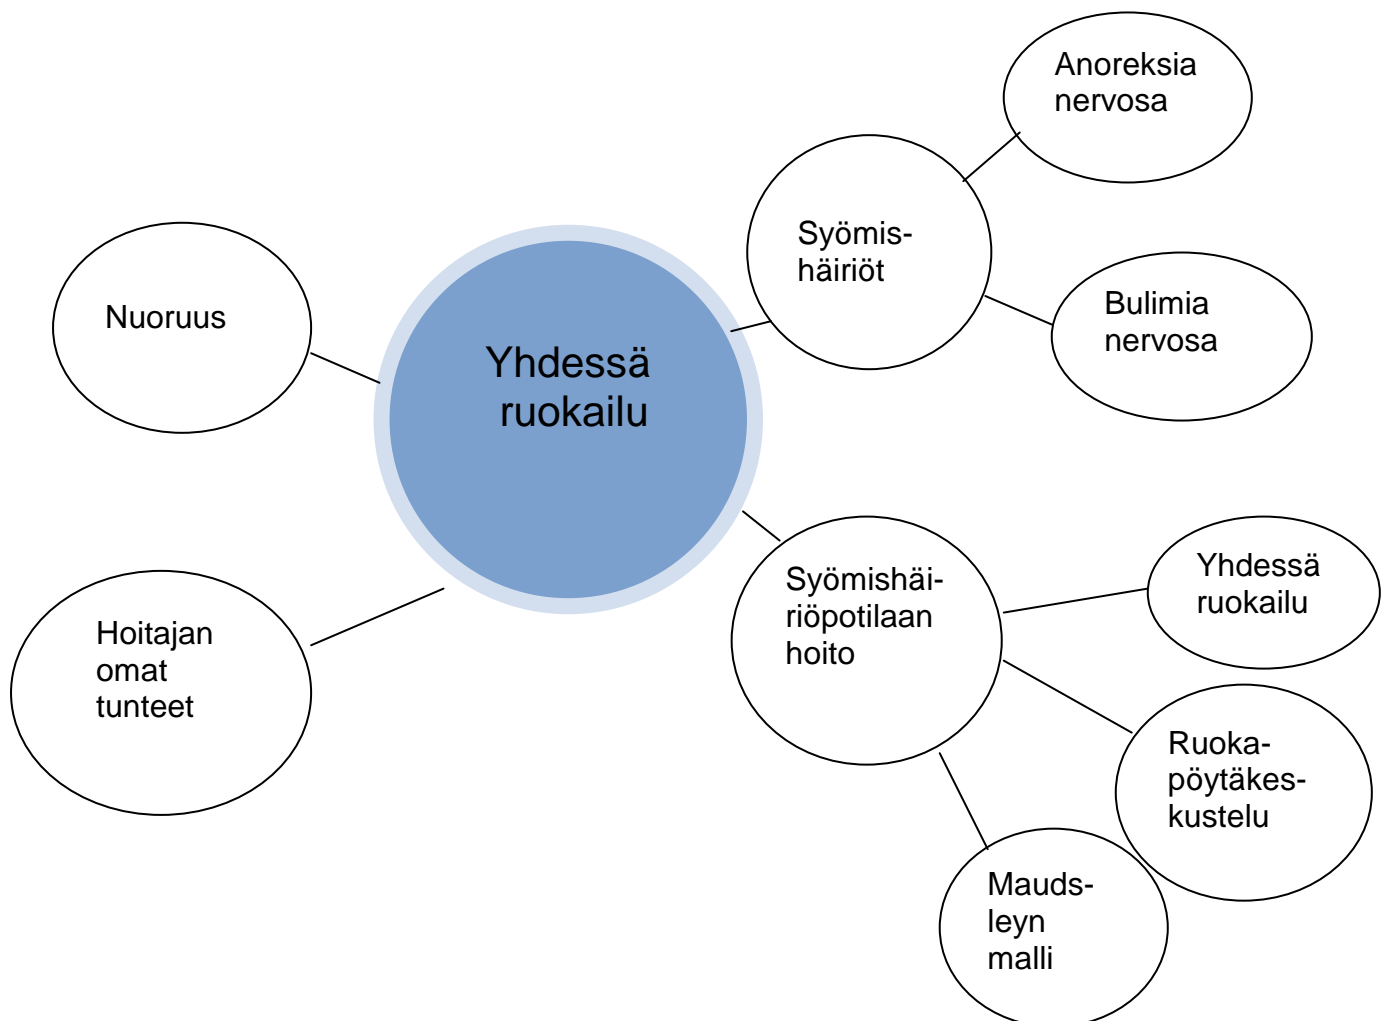 Anoreksia
nervosa
Syömis-
häiriöt
Bulimia
nervosa
Nuoruus
Yhdessä
ruokailu
Hoitajan
omat
tunteet
Syömishäi-
riöpotilaan
hoito
Yhdessä
ruokailu
Ruoka-
pöytäkes-
kustelu
Mauds-
leyn
malli